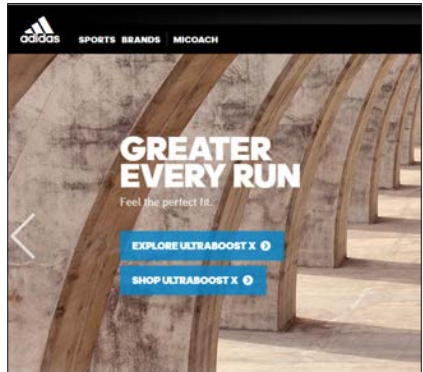 adidas
SPORTS BRANDS MICOACH
GREATER
EVERY RUN
Feel the perfect fit.
EXPLORE ULTRABOOST X
SHOP ULTRABOOST X